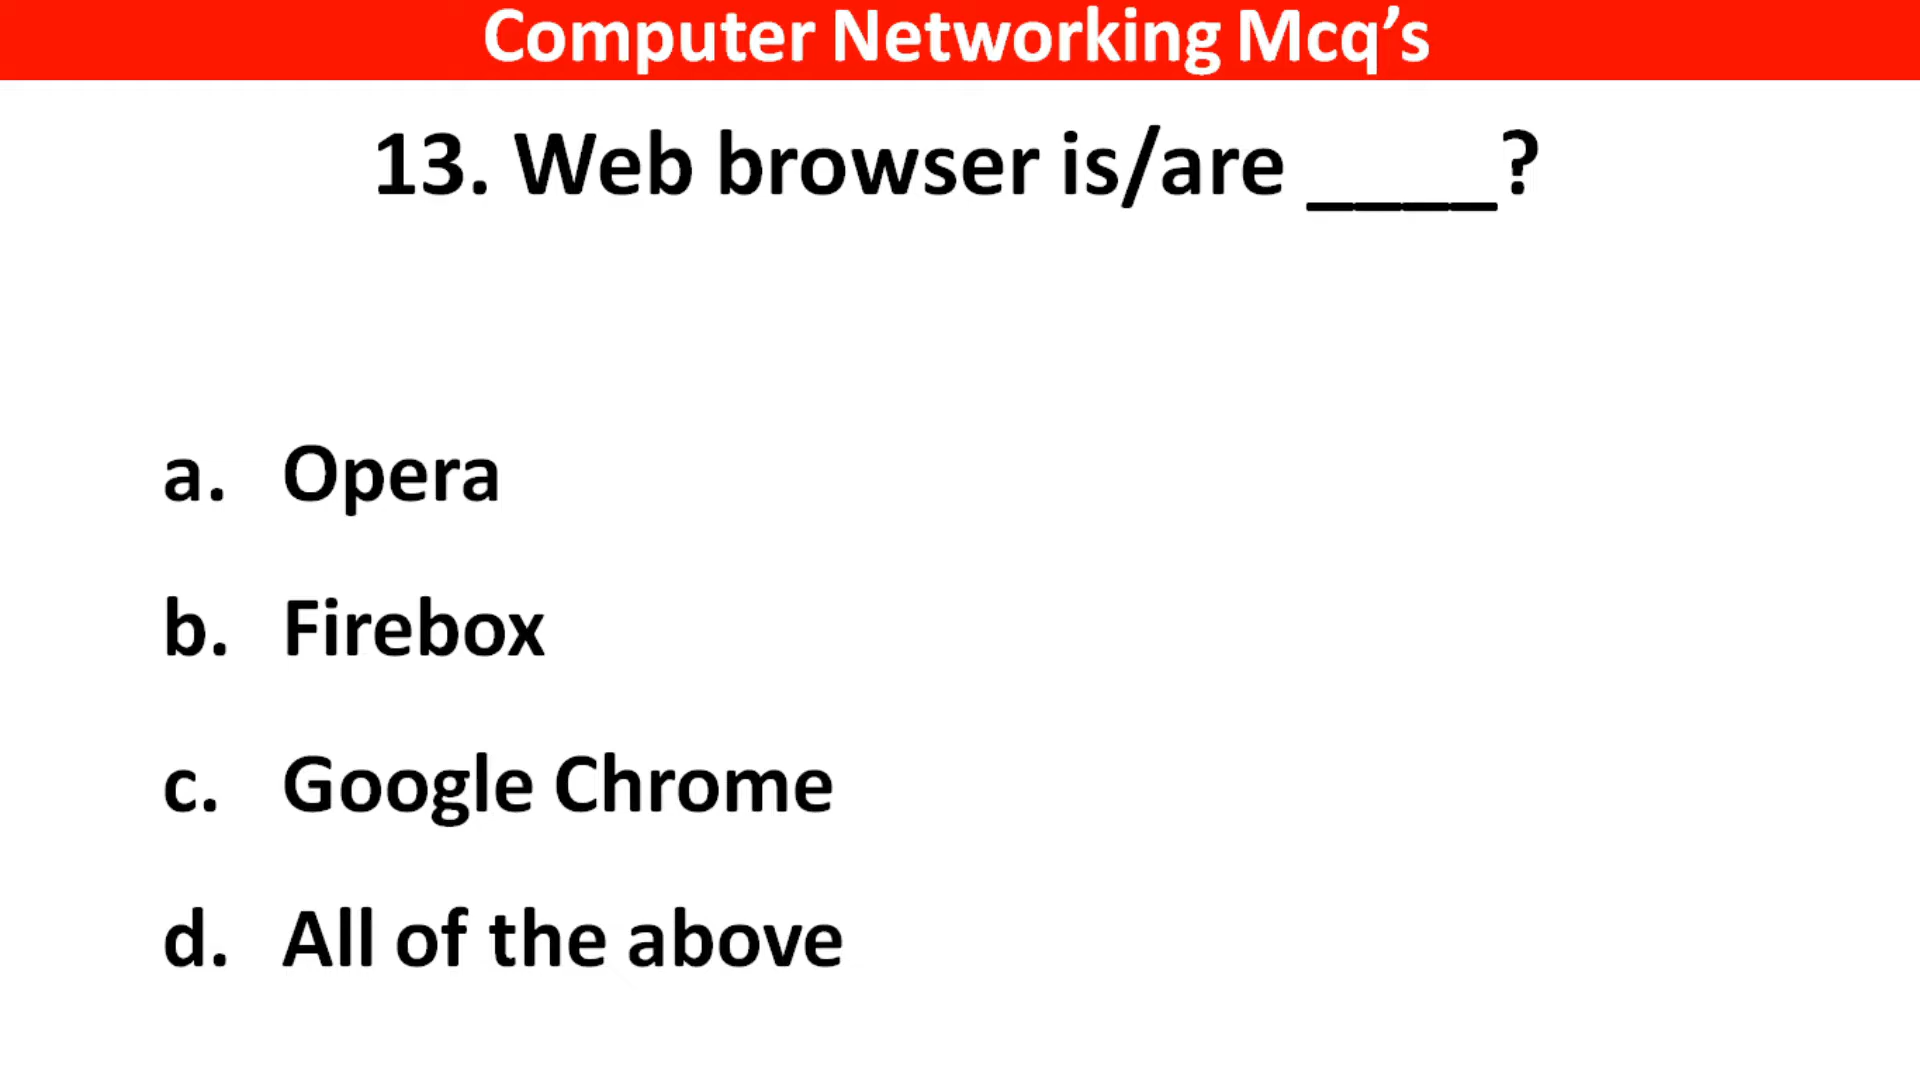 Computer Networking Mcq’s
13. Web browser is/are ____?
a. Opera
b. Firebox
c. Google Chrome
d. All of the above